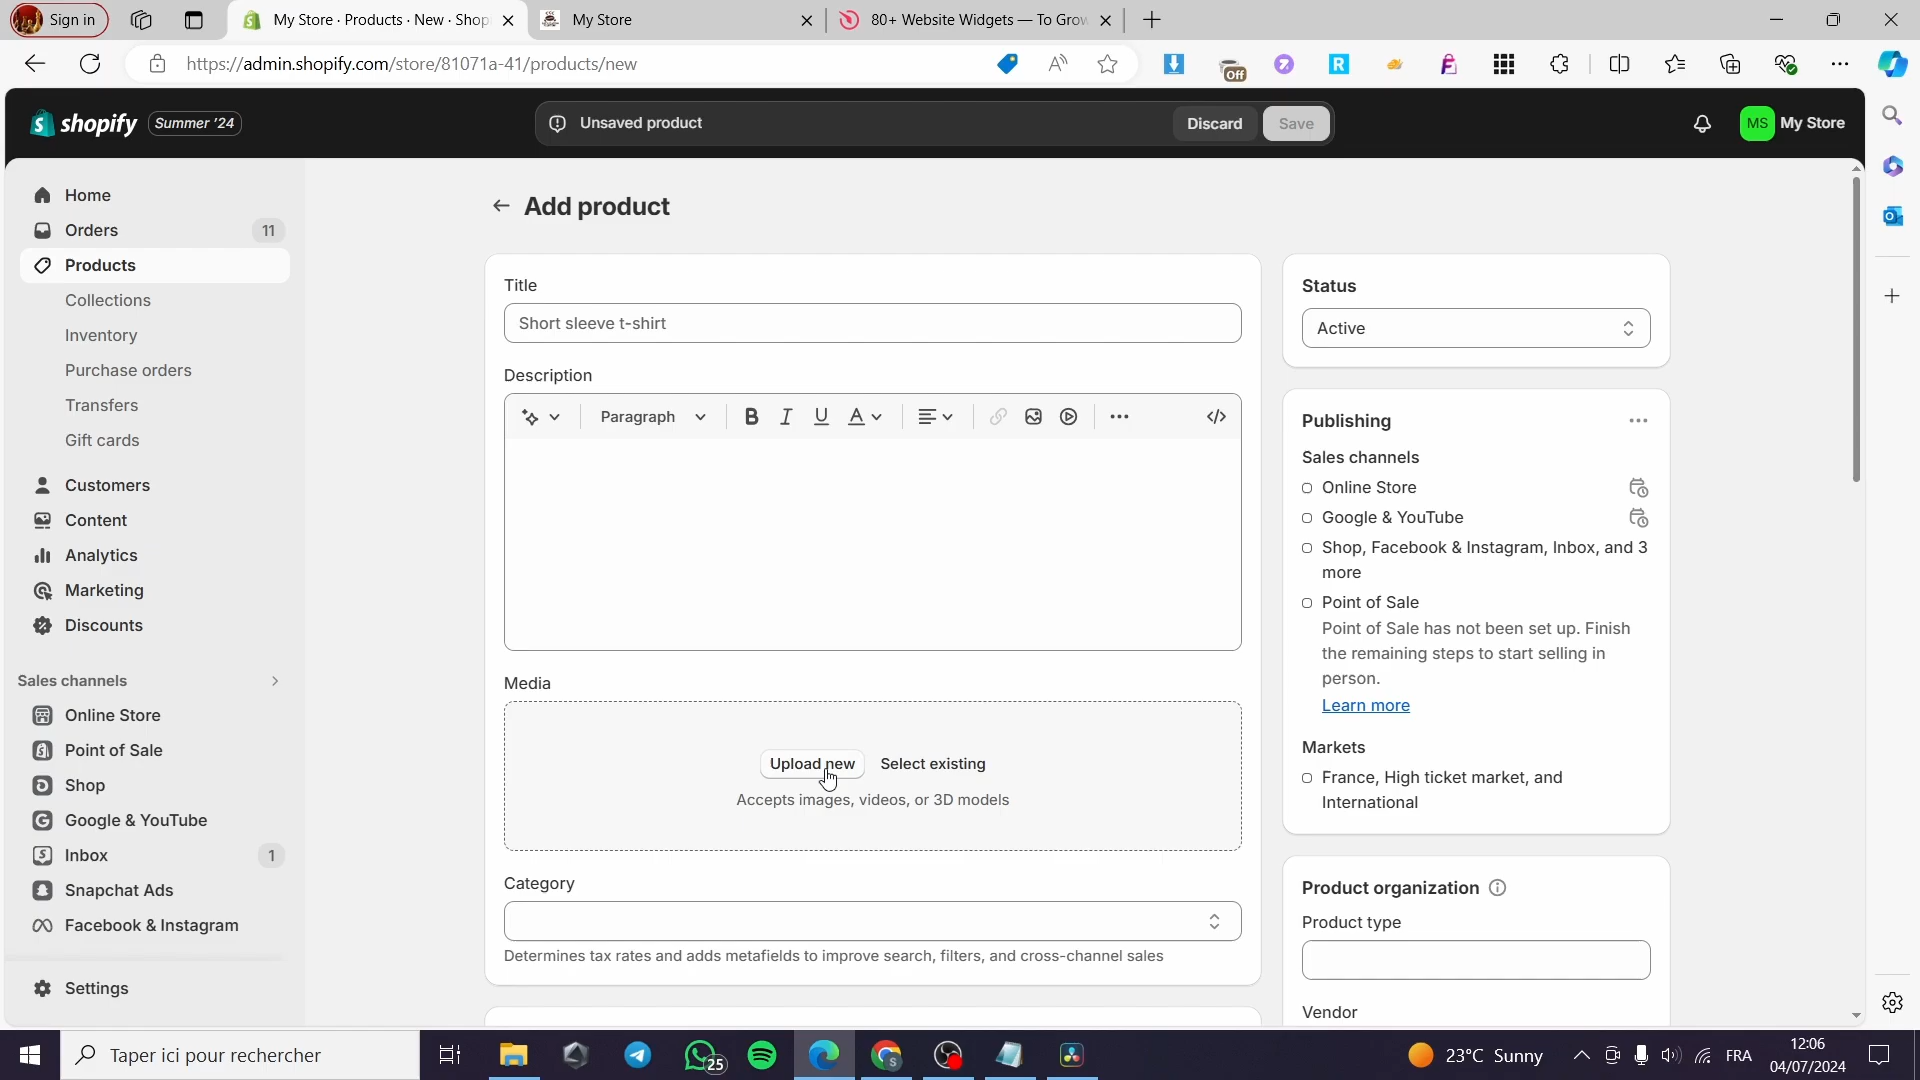 Sign in
My Store · Products · New · Shop
My Store
80+ Website Widgets — To Grow
https://admin.shopify.com/store/81071a-41/products/new
Off
shopify
Summer '24
Unsaved product
Discard
Save
MS
My Store
Home
Orders
11
Products
Collections
Inventory
Purchase orders
Transfers
Gift cards
Customers
Content
Analytics
Marketing
Discounts
Sales channels
Online Store
Point of Sale
Shop
Google & YouTube
Inbox
1
Snapchat Ads
Facebook & Instagram
Settings
Add product
Title
Short sleeve t-shirt
Description
Paragraph
B
I
U
A
Media
Upload new
Select existing
Accepts images, videos, or 3D models
Category
Determines tax rates and adds metafields to improve search, filters, and cross-channel sales
Status
Active
Publishing
Sales channels
Online Store
Google & YouTube
Shop, Facebook & Instagram, Inbox, and 3
more
Point of Sale
Point of Sale has not been set up. Finish
the remaining steps to start selling in
person.
Learn more
Markets
France, High ticket market, and
International
Product organization
Product type
Vendor
Taper ici pour rechercher
25
23°C Sunny
FRA
12:06
04/07/2024